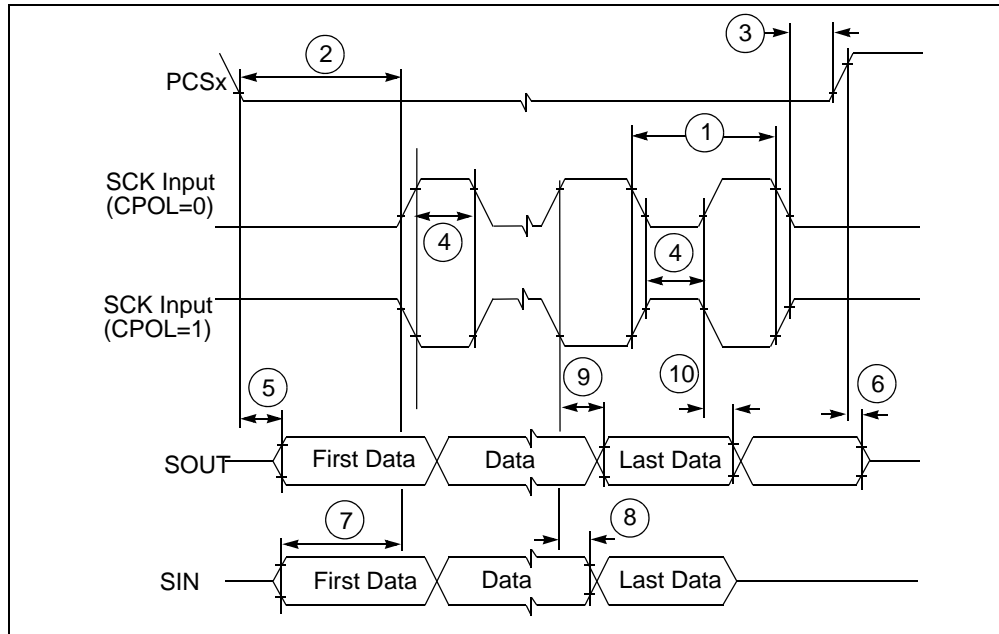 3
2
PCSx
1
SCK Input
(CPOL=0)
4
4
SCK Input
(CPOL=1)
9
10
5
6
SOUT
First Data
Data
Last Data
7
8
SIN
First Data
Data
Last Data